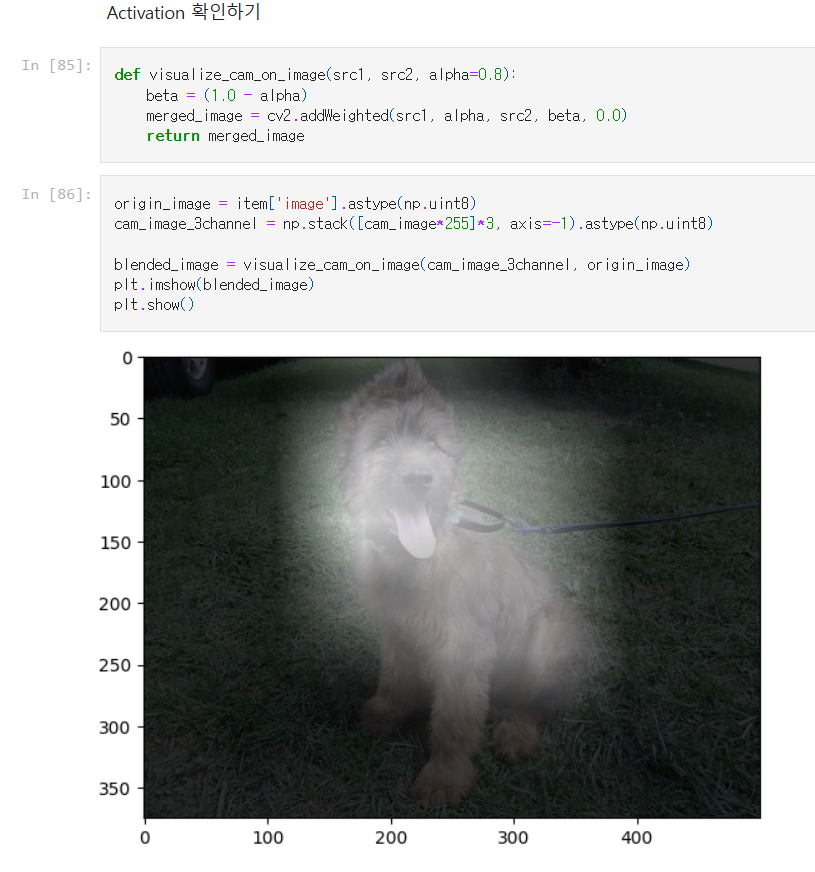 Activation 확인하기
In [85]:
def visualize_cam_on_image(src1, src2, alpha=0.8):
    beta = (1.0 - alpha)
    merged_image = cv2.addWeighted(src1, alpha, src2, beta, 0.0)
    return merged_image
In [86]:
origin_image = item['image'].astype(np.uint8)
cam_image_3channel = np.stack([cam_image*255]*3, axis=-1).astype(np.uint8)
blended_image = visualize_cam_on_image(cam_image_3channel, origin_image)
plt.imshow(blended_image)
plt.show()
0
50
100
150
200
250
300
350
0 100 200 300 400